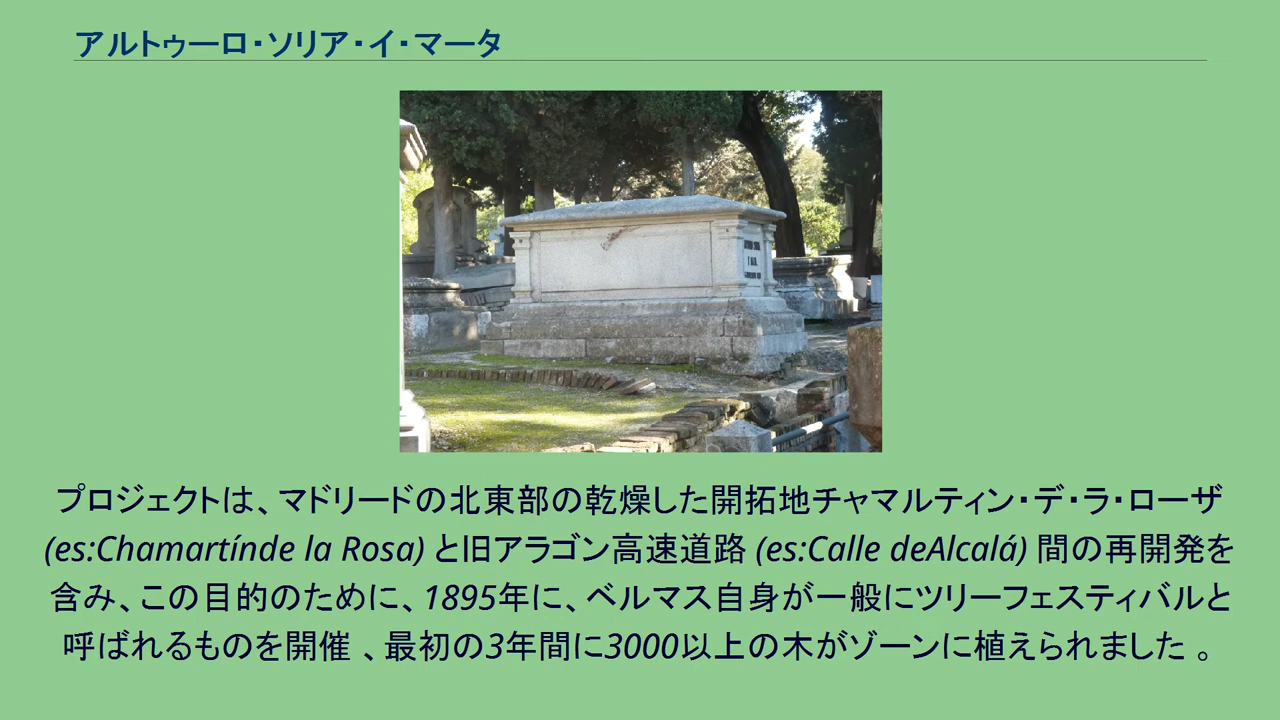 アルトゥーロ・ソリア・イ・マータ
プロジェクトは、マドリードの北東部の乾燥した開拓地チャマルティン・デ・ラ・ローザ
(es:Chamartínde la Rosa) と旧アラゴン高速道路 (es:Calle deAlcalá) 間の再開発を
含み、この目的のために、1895年に、ベルマス自身が一般にツリーフェスティバルと
呼ばれるものを開催 、最初の3年間に3000以上の木がゾーンに植えられました 。